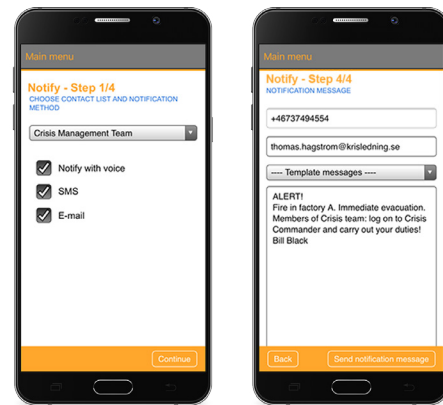 Main menu
Notify - Step 1/4
CHOOSE CONTACT LIST AND NOTIFICATION
METHOD
Crisis Management Team
Notify with voice
SMS
E-mail
Continue
Main menu
Notify - Step 4/4
NOTIFICATION MESSAGE
+46737494554
thomas.hagstrom@krisledning.se
---- Template messages ----
ALERT!
Fire in factory A. Immediate evacuation.
Members of Crisis team: log on to Crisis
Commander and carry out your duties!
Bill Black
Back
Send notification message